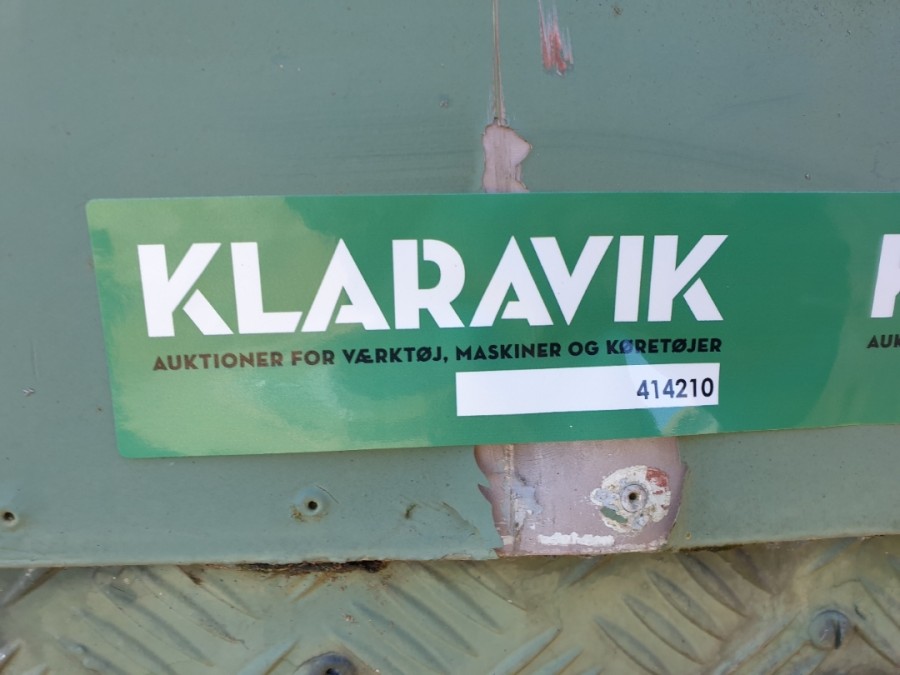 KLARAVIK
AUKTIONER FOR VÆRKTØJ, MASKINER OG KØRETØJER
414210